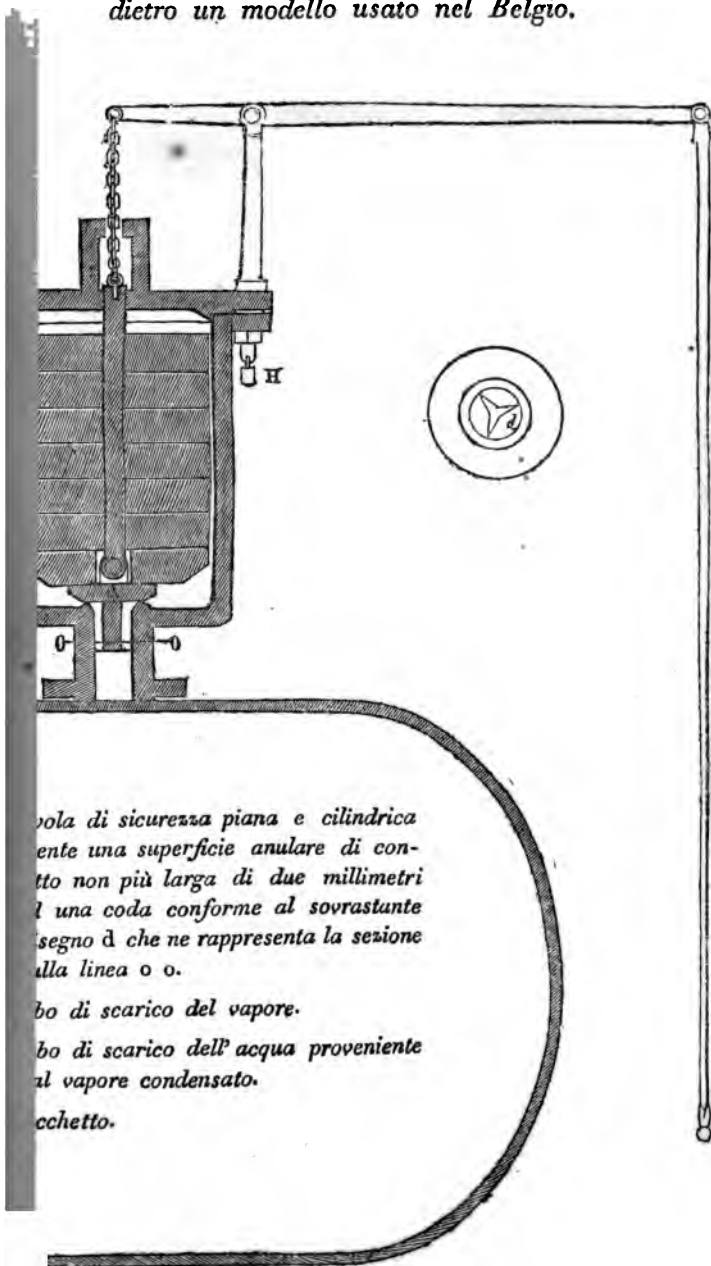 dietro un modello usato nel Belgio.
H
d
o o
vola di sicurezza piana e cilindrica
ente una superficie anulare di con-
tto non più larga di due millimetri
d una coda conforme al sovrastante
segno d che ne rappresenta la sezione
alla linea o o.
bo di scarico del vapore.
bo di scarico dell' acqua proveniente
al vapore condensato.
cchetto.